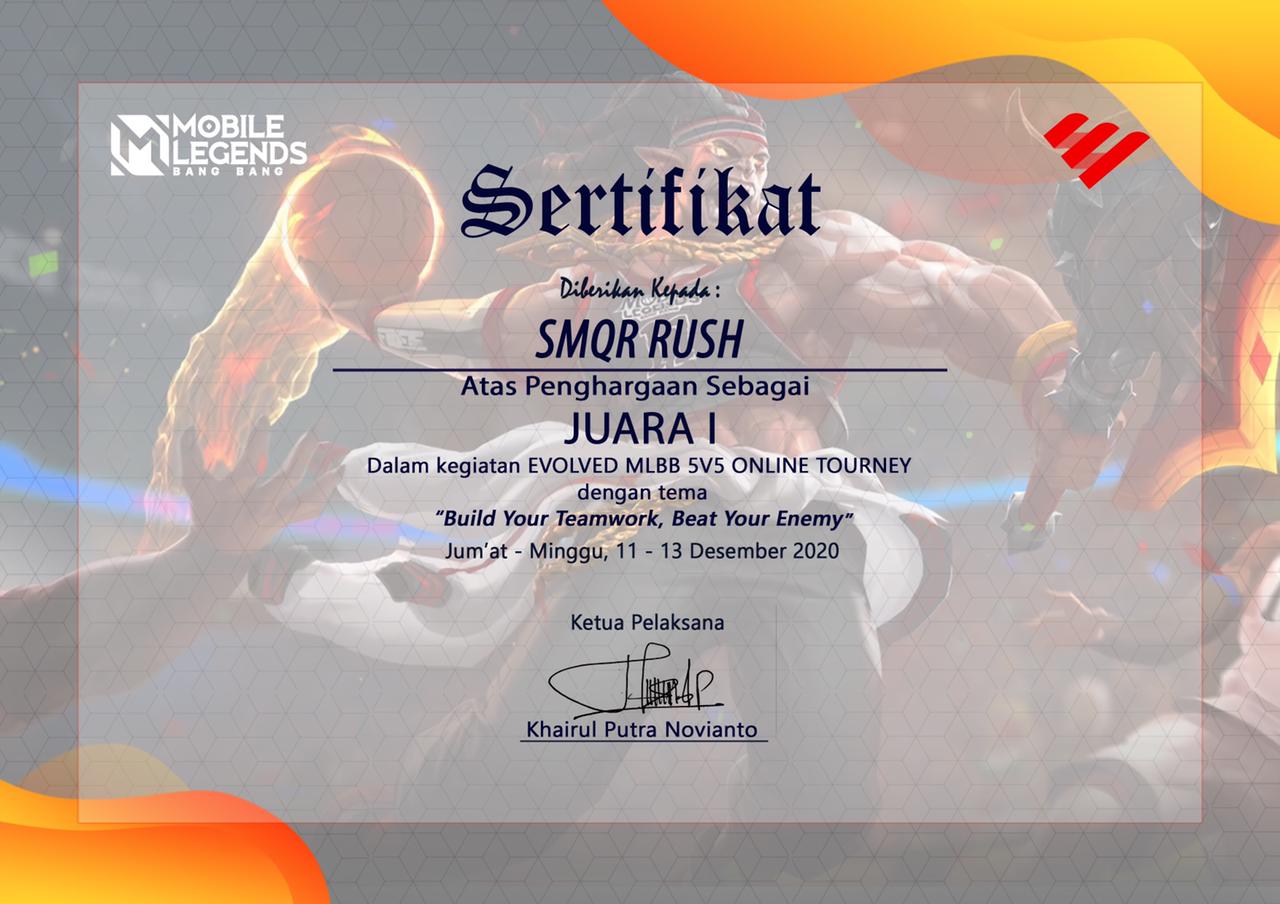 MOBILE
LEGENDS
BANG BANG
Sertifikat
Diberikan Kepada :
SMQR RUSH
Atas Penghargaan Sebagai
JUARA I
Dalam kegiatan EVOLVED MLBB 5V5 ONLINE TOURNEY
dengan tema
“Build Your Teamwork, Beat Your Enemy”
Jum’at - Minggu, 11 - 13 Desember 2020
Ketua Pelaksana
Khairul Putra Novianto